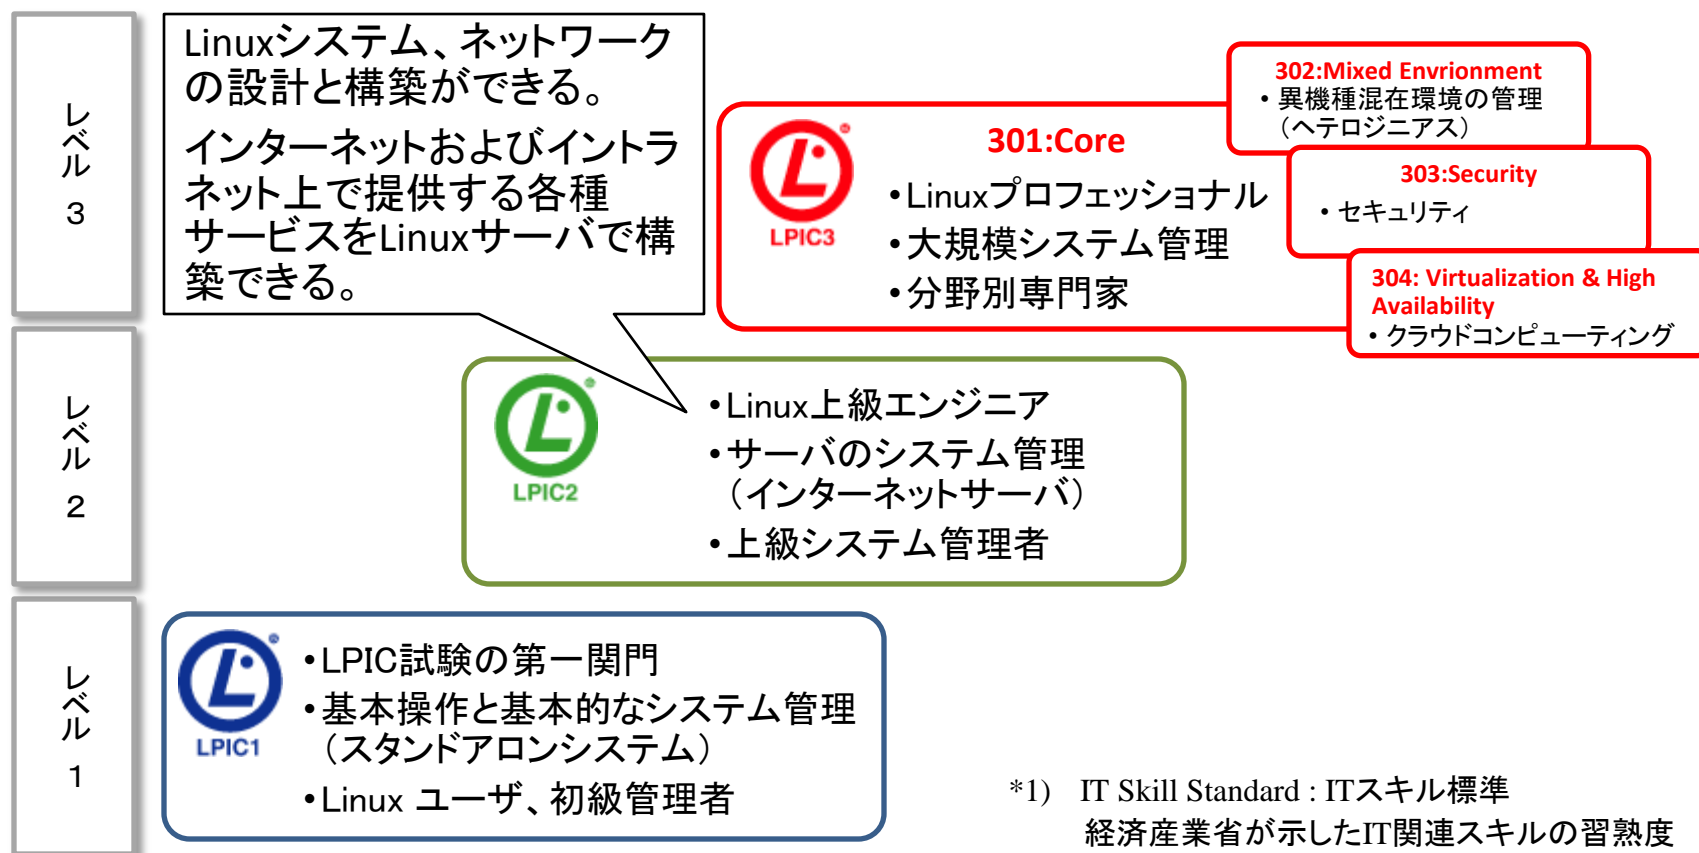 レベル 3
Linuxシステム、ネットワーク
の設計と構築ができる。
インターネットおよびイントラ
ネット上で提供する各種
サービスをLinuxサーバで構
築できる。
LPIC3
301:Core
•Linuxプロフェッショナル
•大規模システム管理
•分野別専門家
302:Mixed Envrionment
• 異機種混在環境の管理
（ヘテロジニアス）
303:Security
• セキュリティ
304: Virtualization & High
Availability
• クラウドコンピューティング
レベル 2
LPIC2
•Linux上級エンジニア
•サーバのシステム管理
（インターネットサーバ）
•上級システム管理者
レベル 1
LPIC1
•LPIC試験の第一関門
•基本操作と基本的なシステム管理
（スタンドアロンシステム）
•Linux ユーザ、初級管理者
*1) IT Skill Standard : ITスキル標準
経済産業省が示したIT関連スキルの習熟度